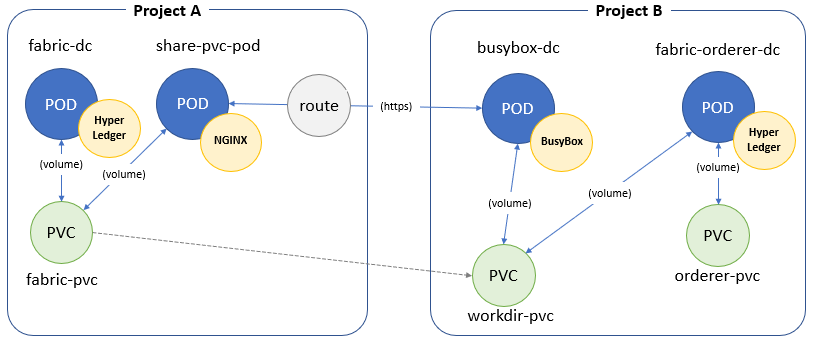 Project A
Project B
fabric-dc
share-pvc-pod
busybox-dc
fabric-orderer-dc
POD
Hyper
Ledger
POD
NGINX
route
(https)
POD
BusyBox
POD
Hyper
Ledger
(volume)
(volume)
(volume)
(volume)
(volume)
PVC
fabric-pvc
PVC
workdir-pvc
PVC
orderer-pvc